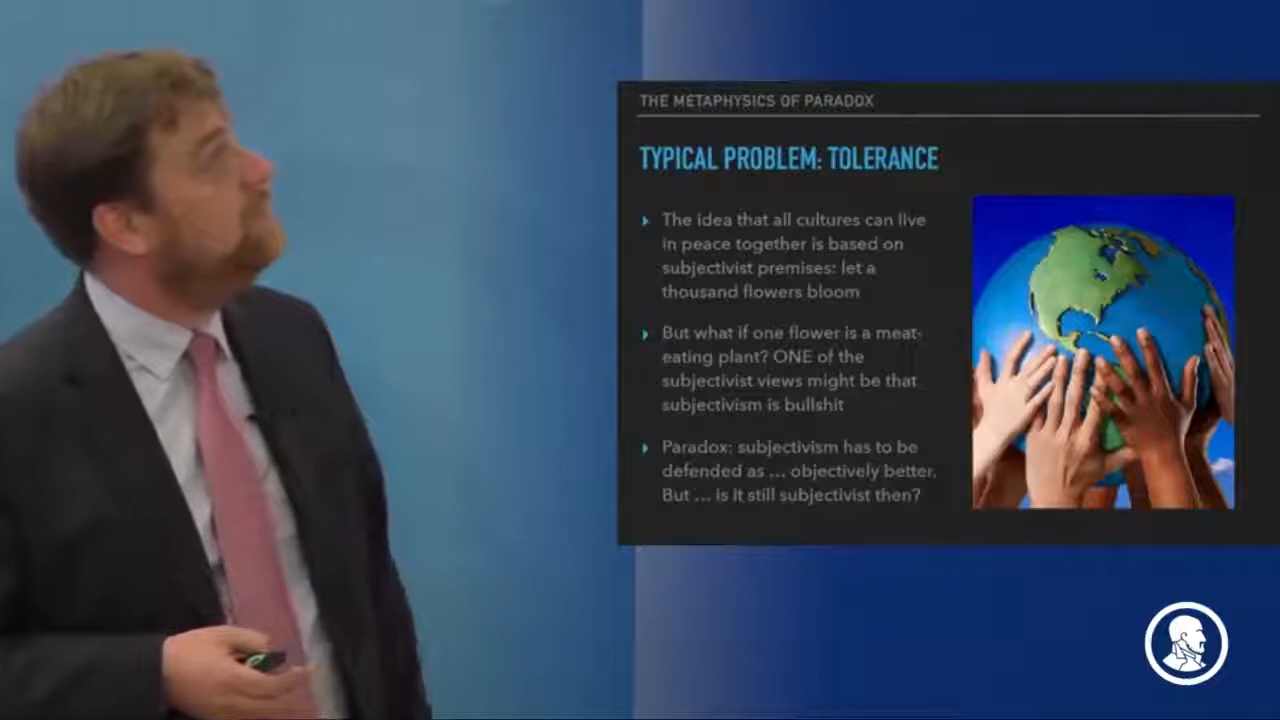 THE METAPHYSICS OF PARADOX
TYPICAL PROBLEM: TOLERANCE
The idea that all cultures can live
in peace together is based on
subjectivist premises: let a
thousand flowers bloom
But what if one flower is a meat-
eating plant? ONE of the
subjectivist views might be that
subjectivism is bullshit
Paradox: subjectivism has to be
defended as ... objectively better.
But ... is it still subjectivist then?